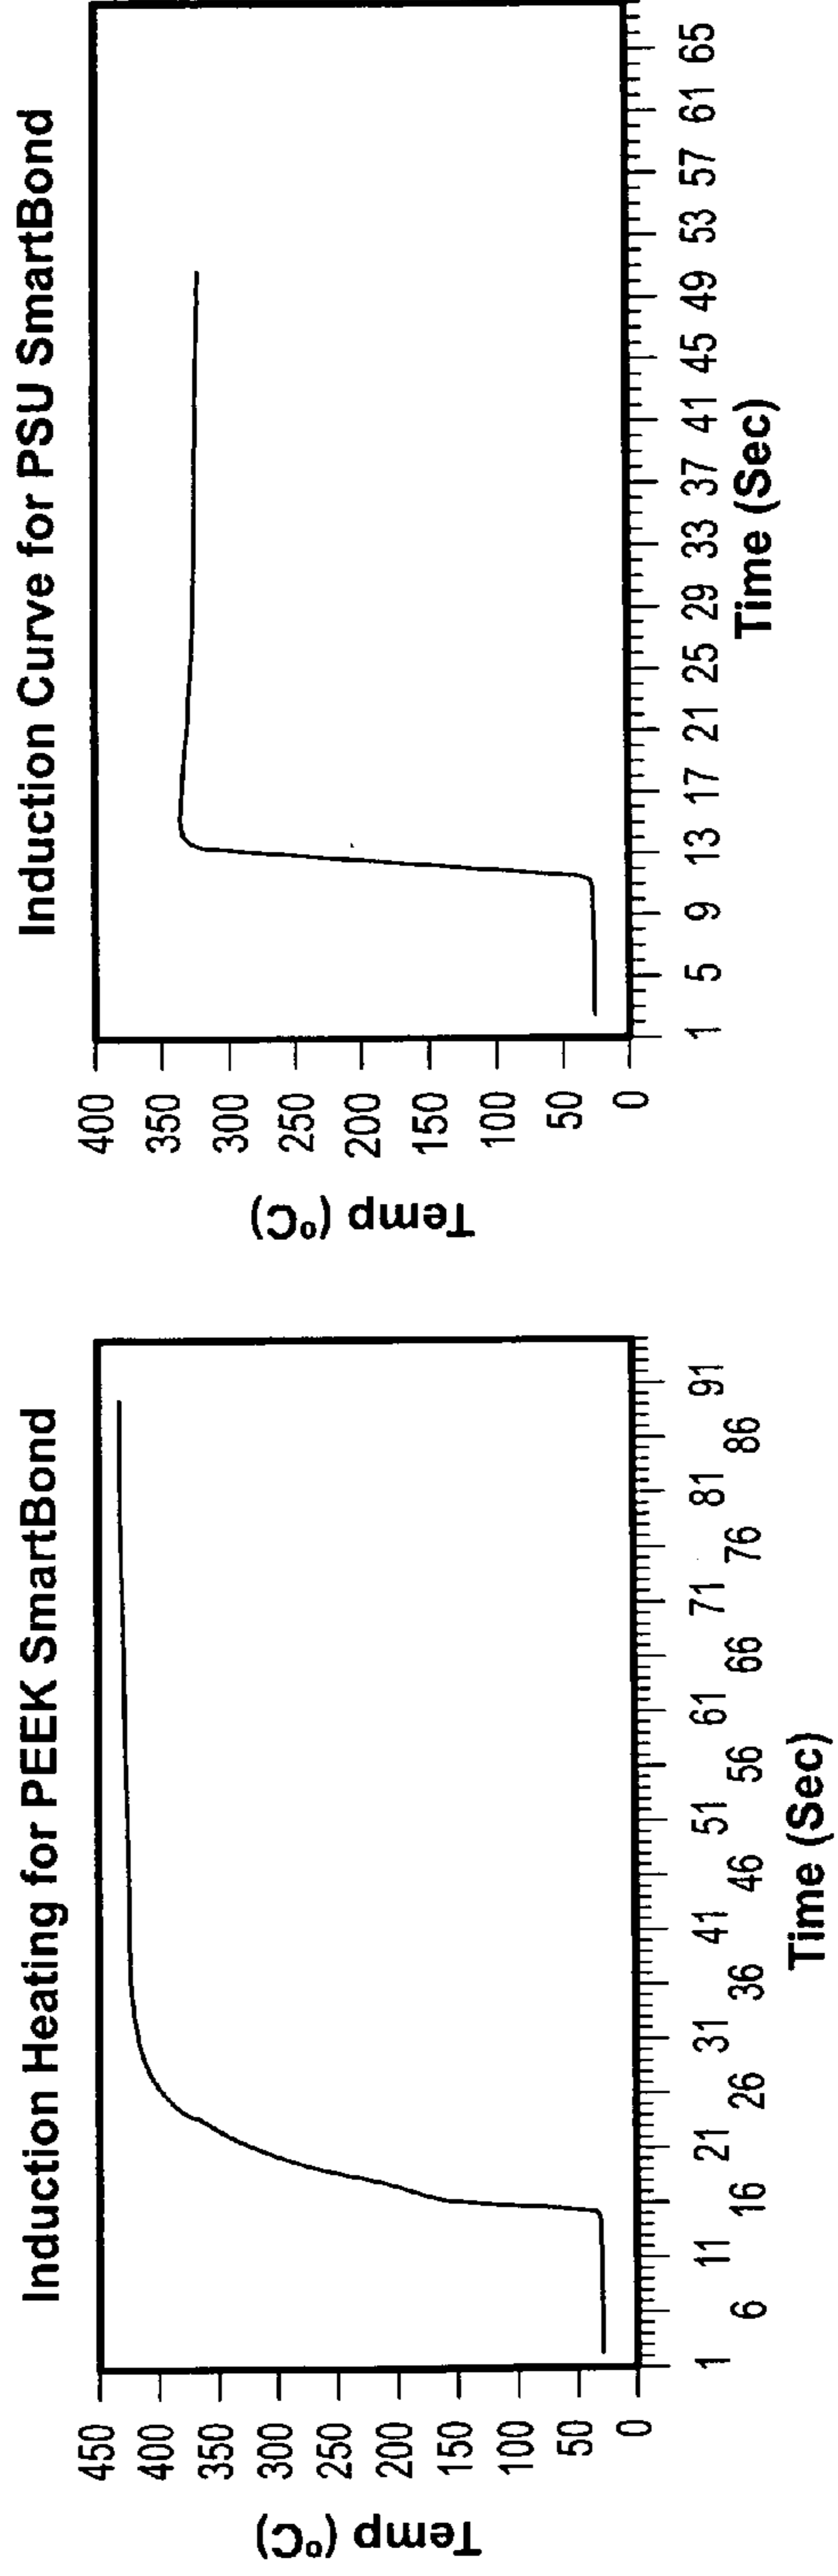 Induction Heating for PEEK SmartBond
450
400
350
300
250
200
150
100
50
0
Temp (ºC)
1 11 21 31 41 51 61 71 81 91
6 16 26 36 46 56 66 76 86
Time (Sec)
Induction Curve for PSU SmartBond
400
350
300
250
200
150
100
50
0
Temp (ºC)
1 5 9 13 17 21 25 29 33 37 41 45 49 53 57 61 65
Time (Sec)